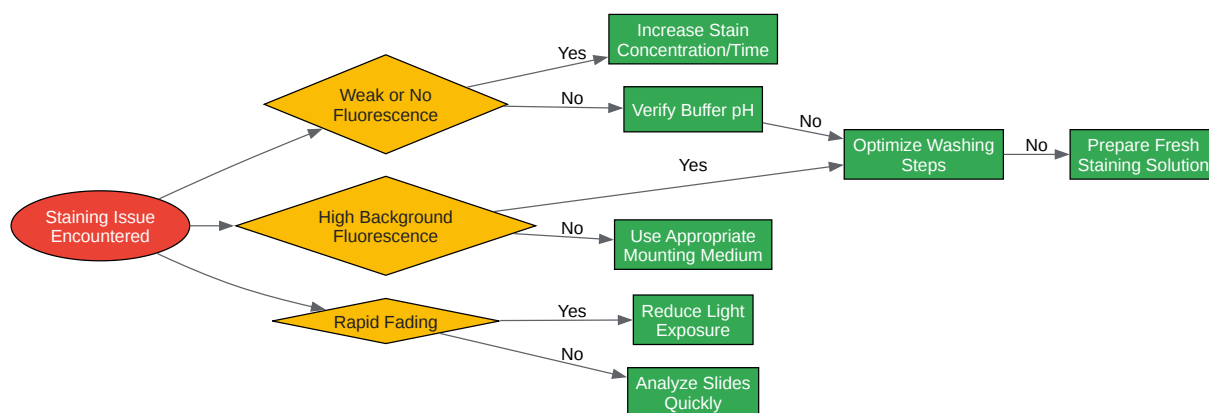 Staining Issue
Encountered
Weak or No
Fluorescence
Yes
Increase Stain
Concentration/Time
No
Verify Buffer pH
No
Optimize Washing
Steps
No
Prepare Fresh
Staining Solution
High Background
Fluorescence
Yes
No
Use Appropriate
Mounting Medium
Rapid Fading
Yes
Reduce Light
Exposure
No
Analyze Slides
Quickly